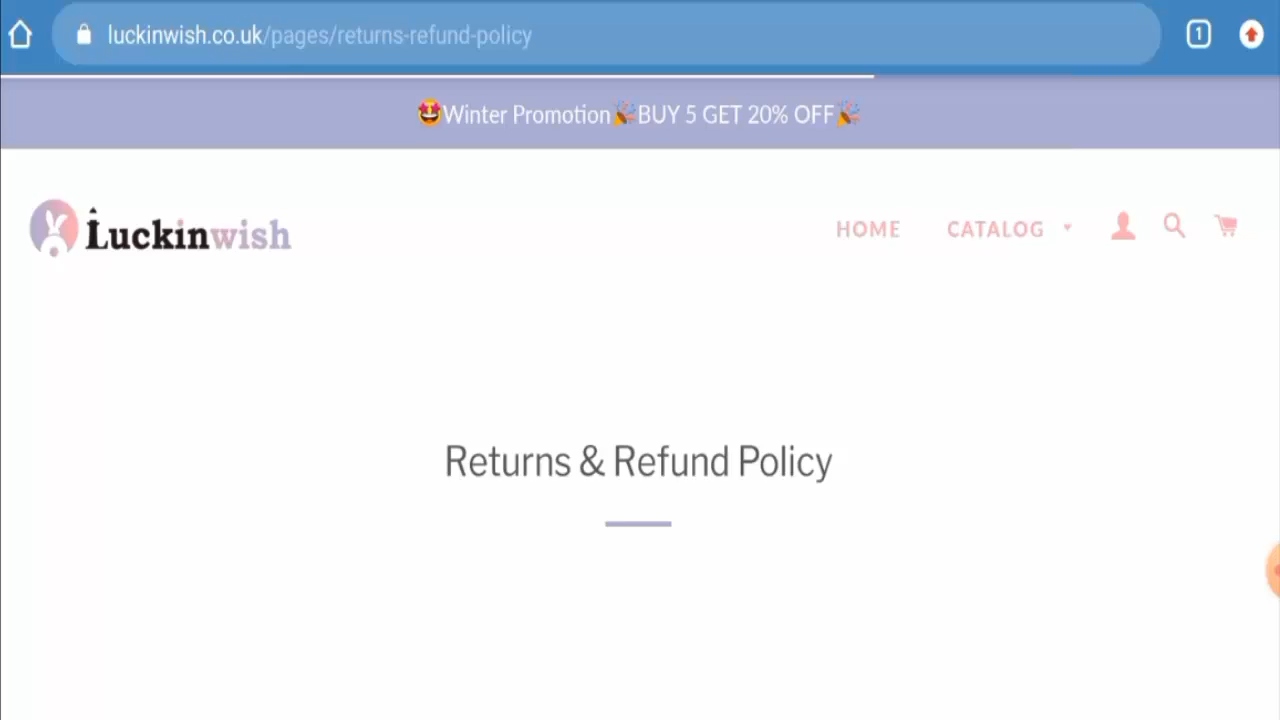 luckinwish.co.uk/pages/returns-refund-policy
1
🤩Winter Promotion🎉BUY 5 GET 20% OFF🎉
Luckinwish
HOME
CATALOG
Returns & Refund Policy